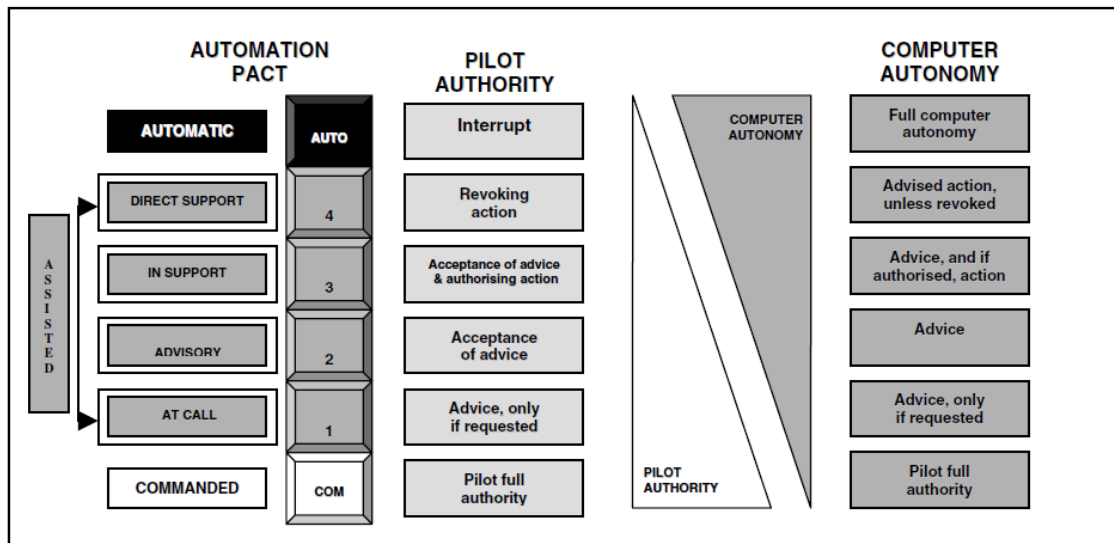 AUTOMATION
PACT
PILOT
AUTHORITY
COMPUTER
AUTONOMY
AUTOMATIC
AUTO
Interrupt
COMPUTER
AUTONOMY
Full computer
autonomy
DIRECT SUPPORT
4
Revoking
action
Advised action,
unless revoked
ASSISTED
IN SUPPORT
3
Acceptance of advice
& authorising action
Advice, and if
authorised, action
ADVISORY
2
Acceptance
of advice
Advice
AT CALL
1
Advice, only
if requested
Advice, only
if requested
COMMANDED
COM
Pilot full
authority
PILOT
AUTHORITY
Pilot full
authority